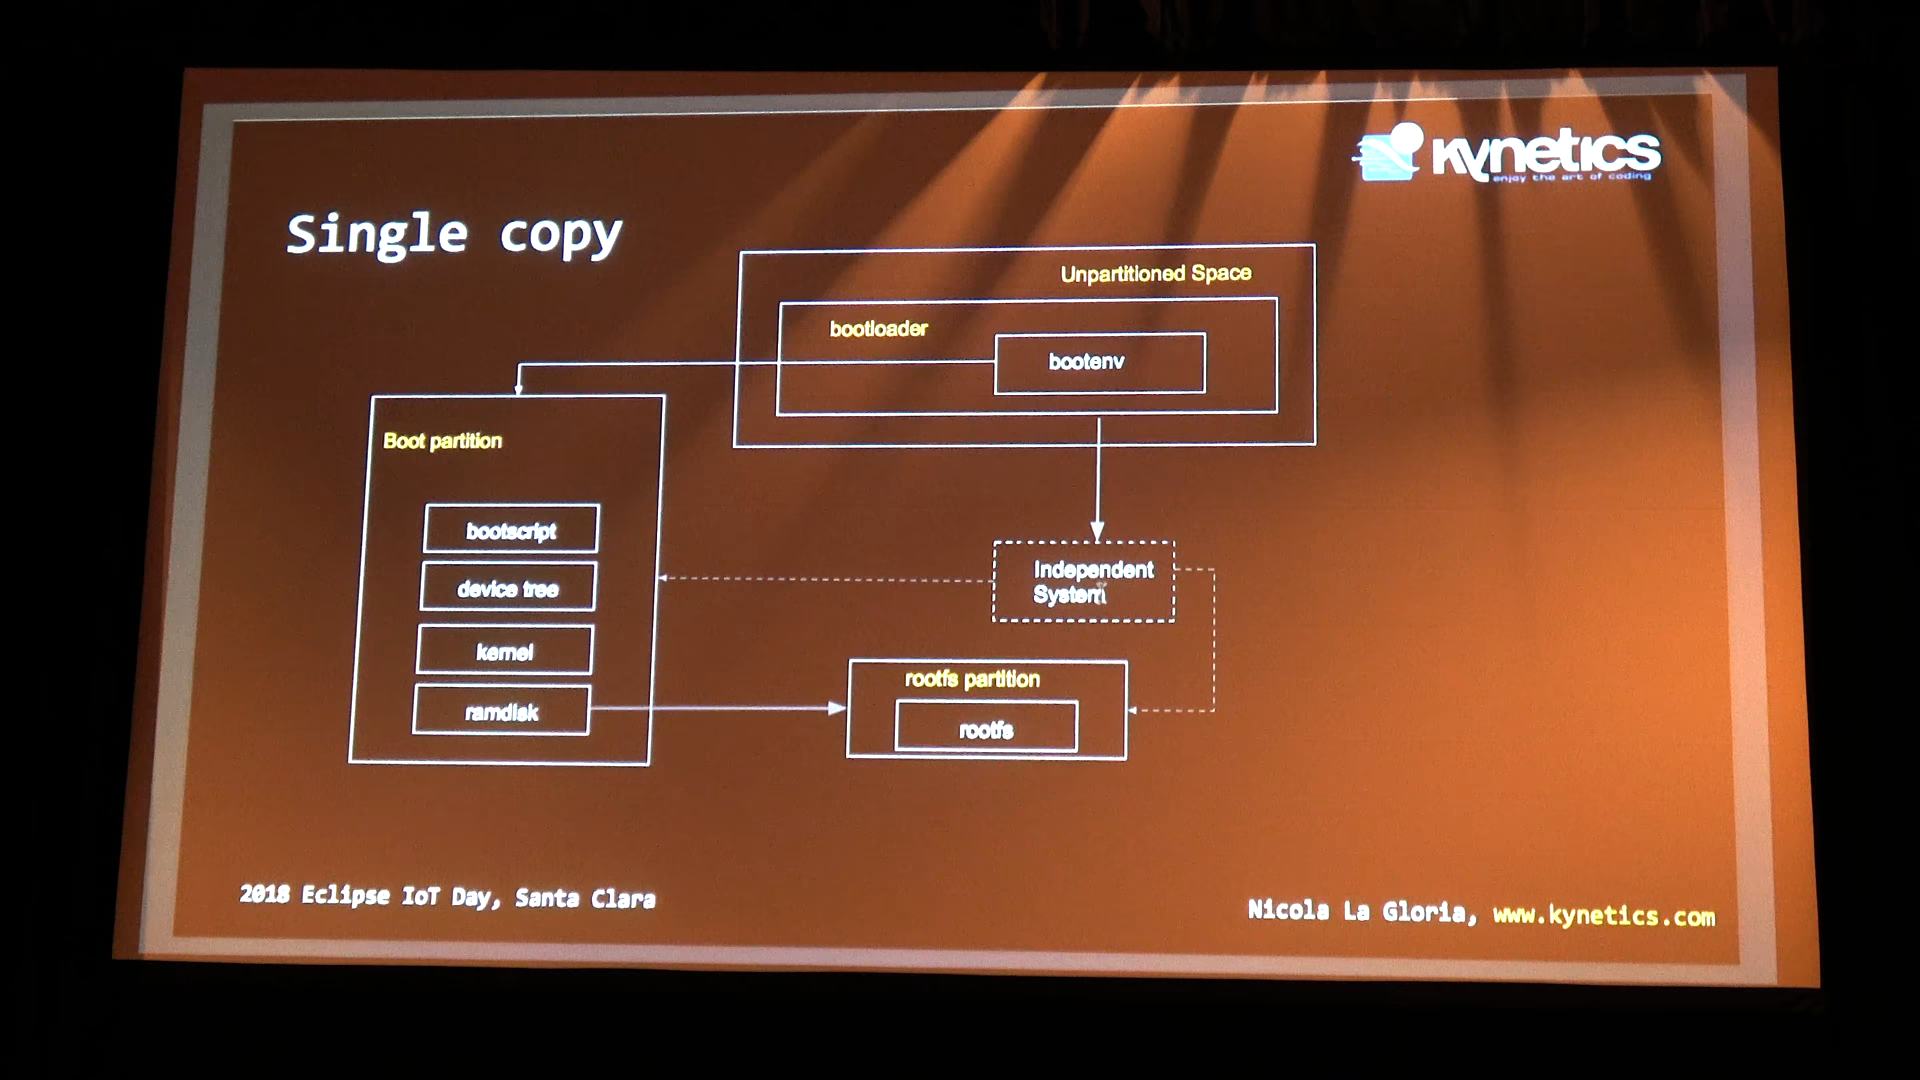 kynetics
enjoy the art of coding
Single copy
Unpartitioned Space
bootloader
bootenv
Boot partition
bootscript
device tree
kernel
ramdisk
Independent
System
rootfs partition
rootfs
2018 Eclipse IoT Day, Santa Clara
Nicola La Gloria, www.kynetics.com